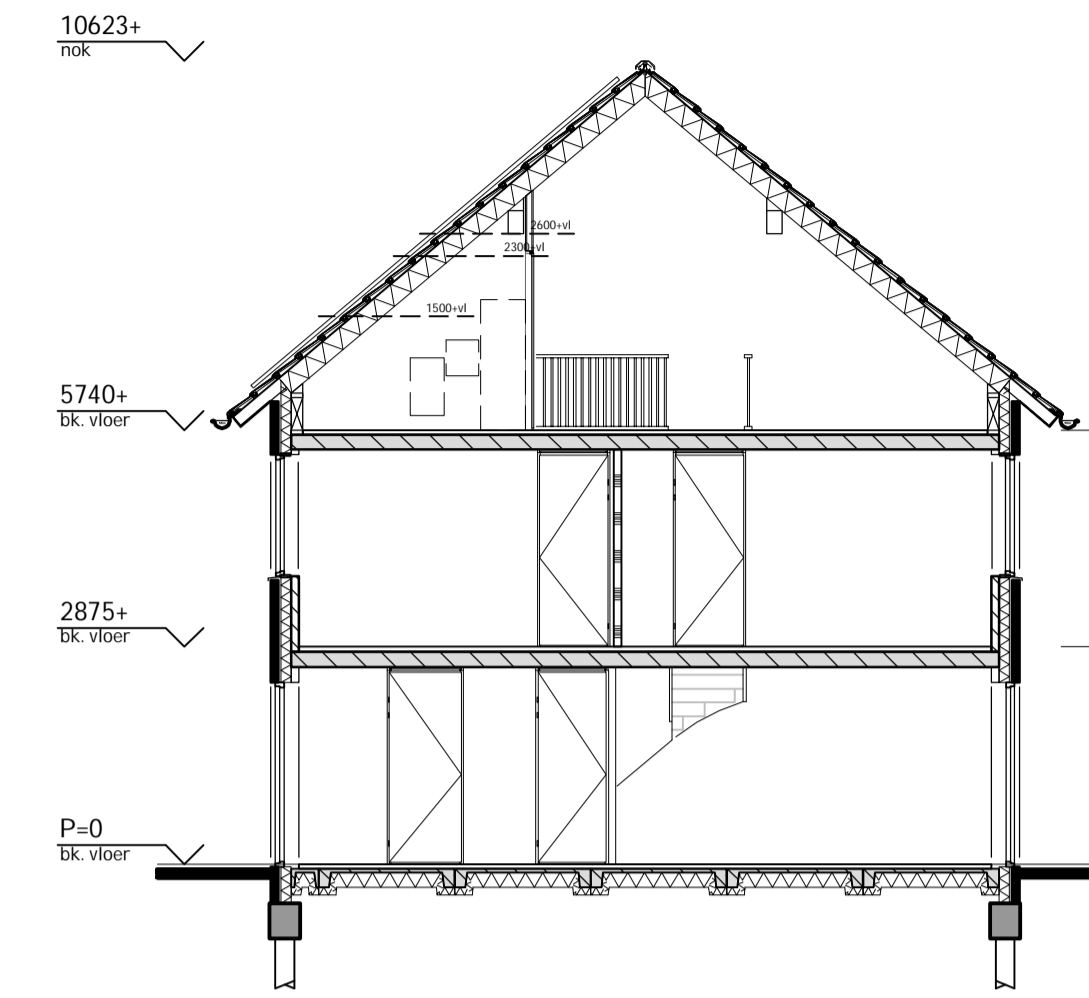 10623+
nok
2600+vl
2300+vl
1500+vl
5740+
bk. vloer
2875+
bk. vloer
P=0
bk. vloer